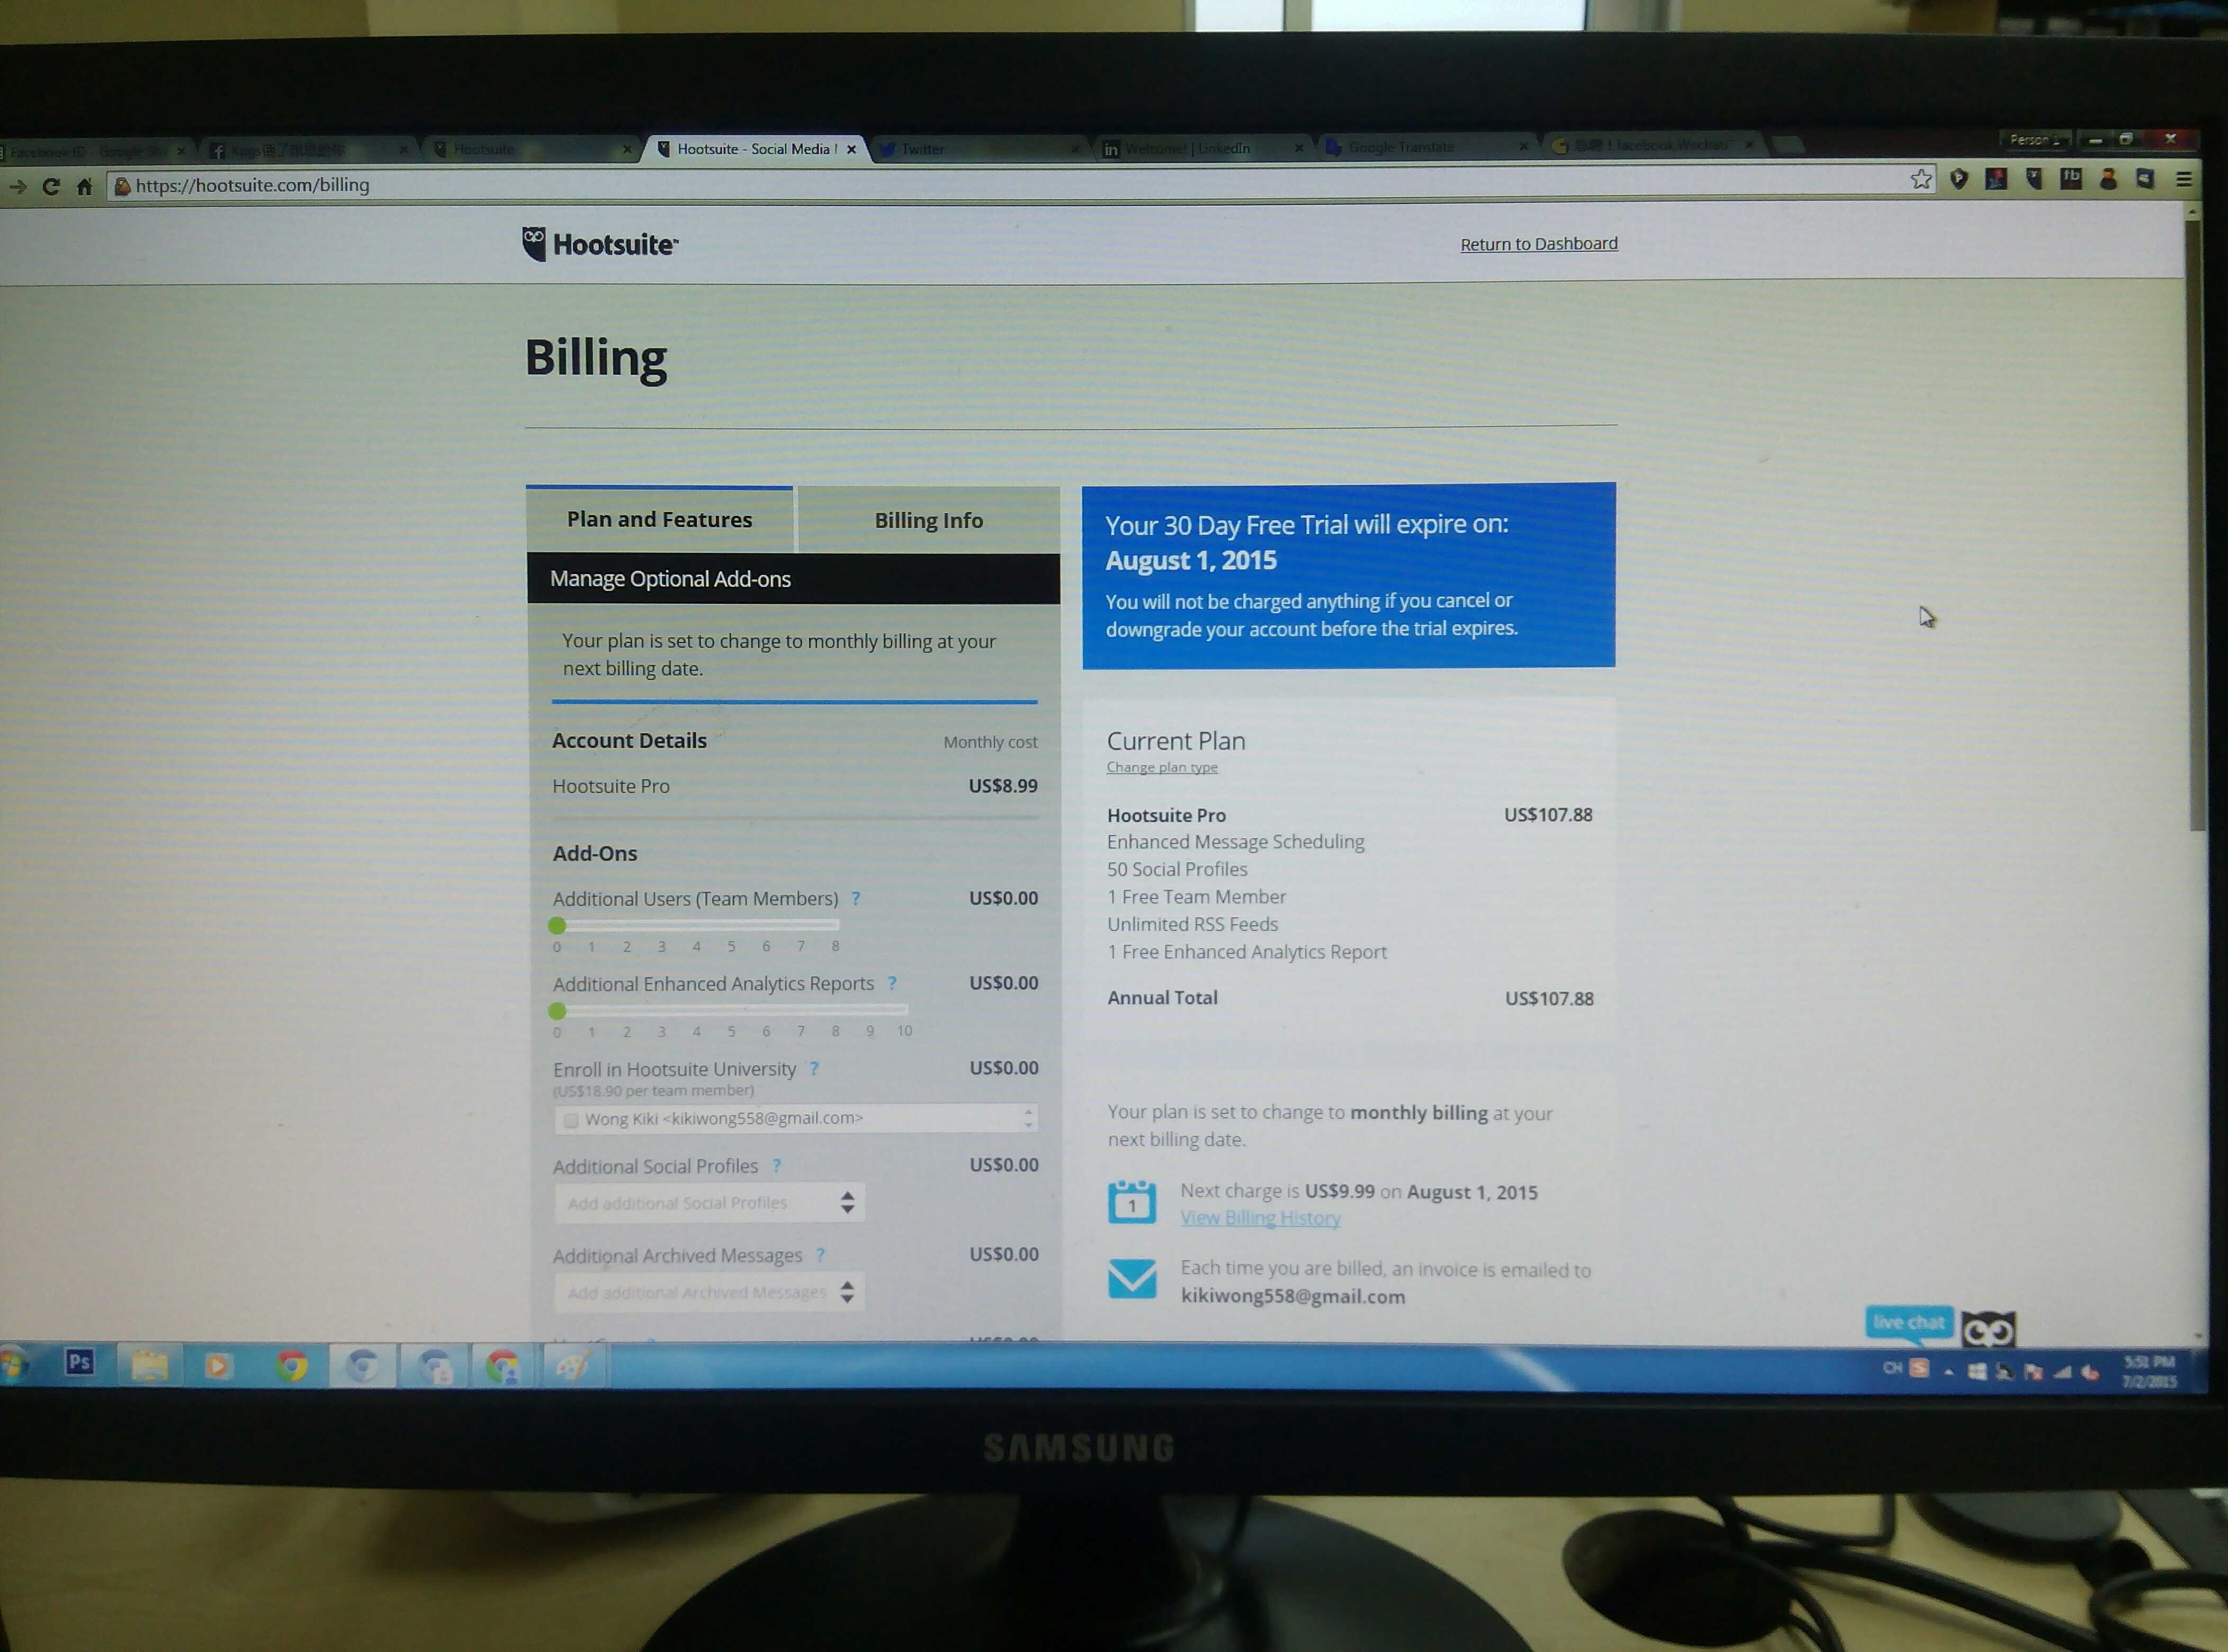 Hootsuite
Hootsuite - Social Media
Twitter
in Welcome! | LinkedIn
Google Translate
Person
https://hootsuite.com/billing
fb
Hootsuite™
Return to Dashboard
Billing
Plan and Features
Billing Info
Manage Optional Add-ons
Your plan is set to change to monthly billing at your
next billing date.
Account Details
Monthly cost
Hootsuite Pro
US$8.99
Add-Ons
Additional Users (Team Members) ?
US$0.00
0 1 2 3 4 5 6 7 8
Additional Enhanced Analytics Reports ?
US$0.00
0 1 2 3 4 5 6 7 8 9 10
Enroll in Hootsuite University ?
US$0.00
(US$18.90 per team member)
Wong Kiki <kikiwong558@gmail.com>
Additional Social Profiles ?
US$0.00
Add additional Social Profiles
Additional Archived Messages ?
US$0.00
Add additional Archived Messages
Your 30 Day Free Trial will expire on:
August 1, 2015
You will not be charged anything if you cancel or
downgrade your account before the trial expires.
Current Plan
Change plan type
Hootsuite Pro
US$107.88
Enhanced Message Scheduling
50 Social Profiles
1 Free Team Member
Unlimited RSS Feeds
1 Free Enhanced Analytics Report
Annual Total
US$107.88
Your plan is set to change to monthly billing at your
next billing date.
1
Next charge is US$9.99 on August 1, 2015
View Billing History
Each time you are billed, an invoice is emailed to
kikiwong558@gmail.com
live chat
Ps
CH
S
5:51 PM
7/2/2015
SAMSUNG